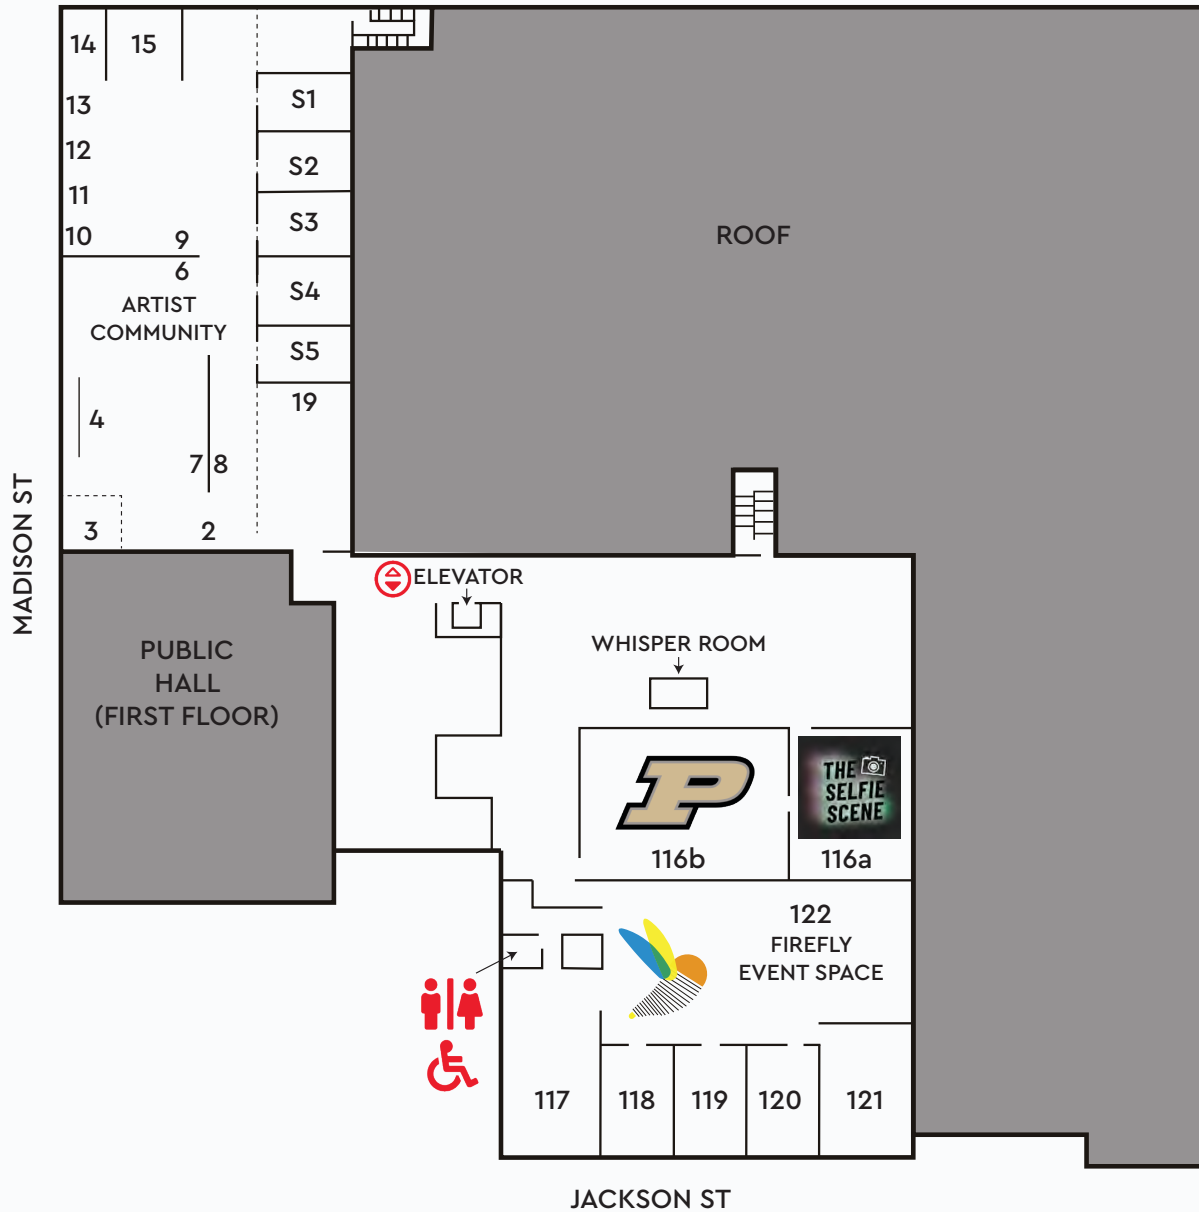 14
15
S1
13
12
S2
11
10
9
S3
ROOF
6
ARTIST
COMMUNITY
S4
S5
19
4
7
8
3
2
MADISON ST
ELEVATOR
PUBLIC
HALL
(FIRST FLOOR)
WHISPER ROOM
P
THE
SELFIE
SCENE
116b
116a
122
FIREFLY
EVENT SPACE
117
118
119
120
121
JACKSON ST